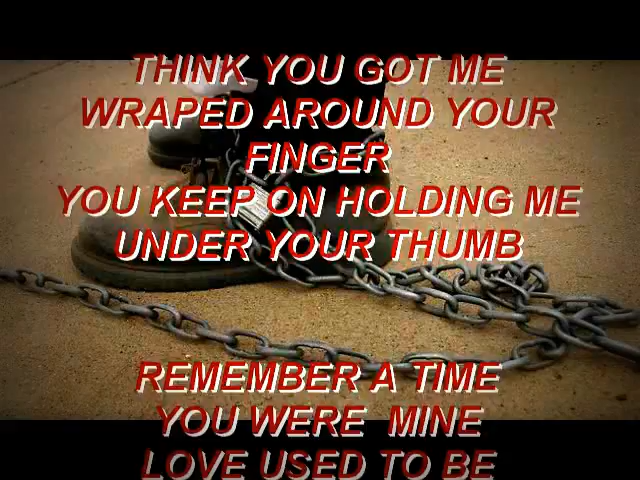 THINK YOU GOT ME
WRAPED AROUND YOUR
FINGER
YOU KEEP ON HOLDING ME
UNDER YOUR THUMB
REMEMBER A TIME
YOU WERE MINE
LOVE USED TO BE